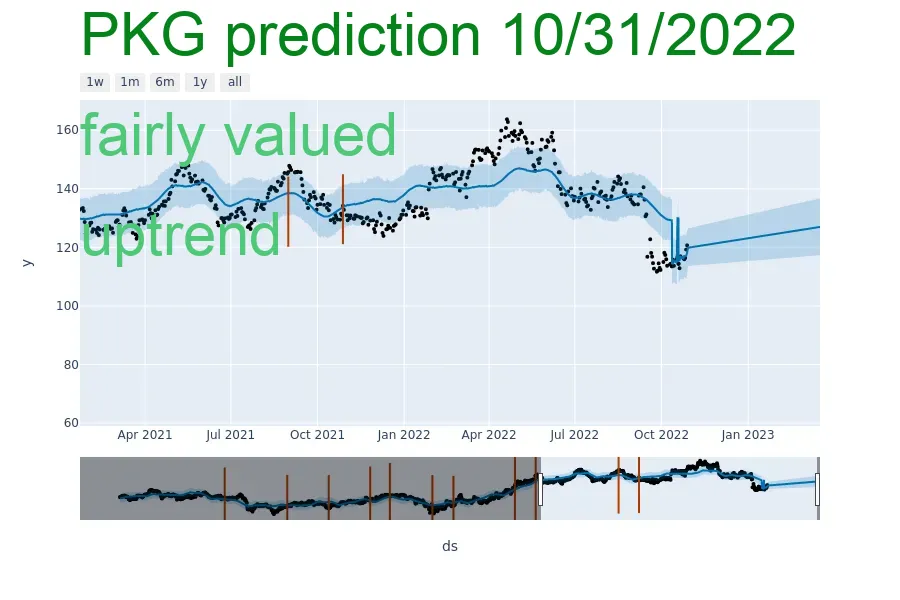 PKG prediction 10/31/2022
1w 1m 6m 1y all
fairly valued
uptrend
160
140
120
100
80
60
y
Apr 2021 Jul 2021 Oct 2021 Jan 2022 Apr 2022 Jul 2022 Oct 2022 Jan 2023
ds